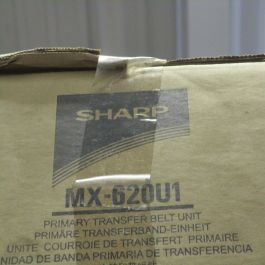 SHARP
MX-620U1
PRIMARY TRANSFER BELT UNIT
PRIMÄRE TRANSFERBAND-EINHEIT
UNITE COURROIE DE TRANSFERT PRIMAIRE
UNIDAD DE BANDA PRIMARIA DE TRANSFERENCIA